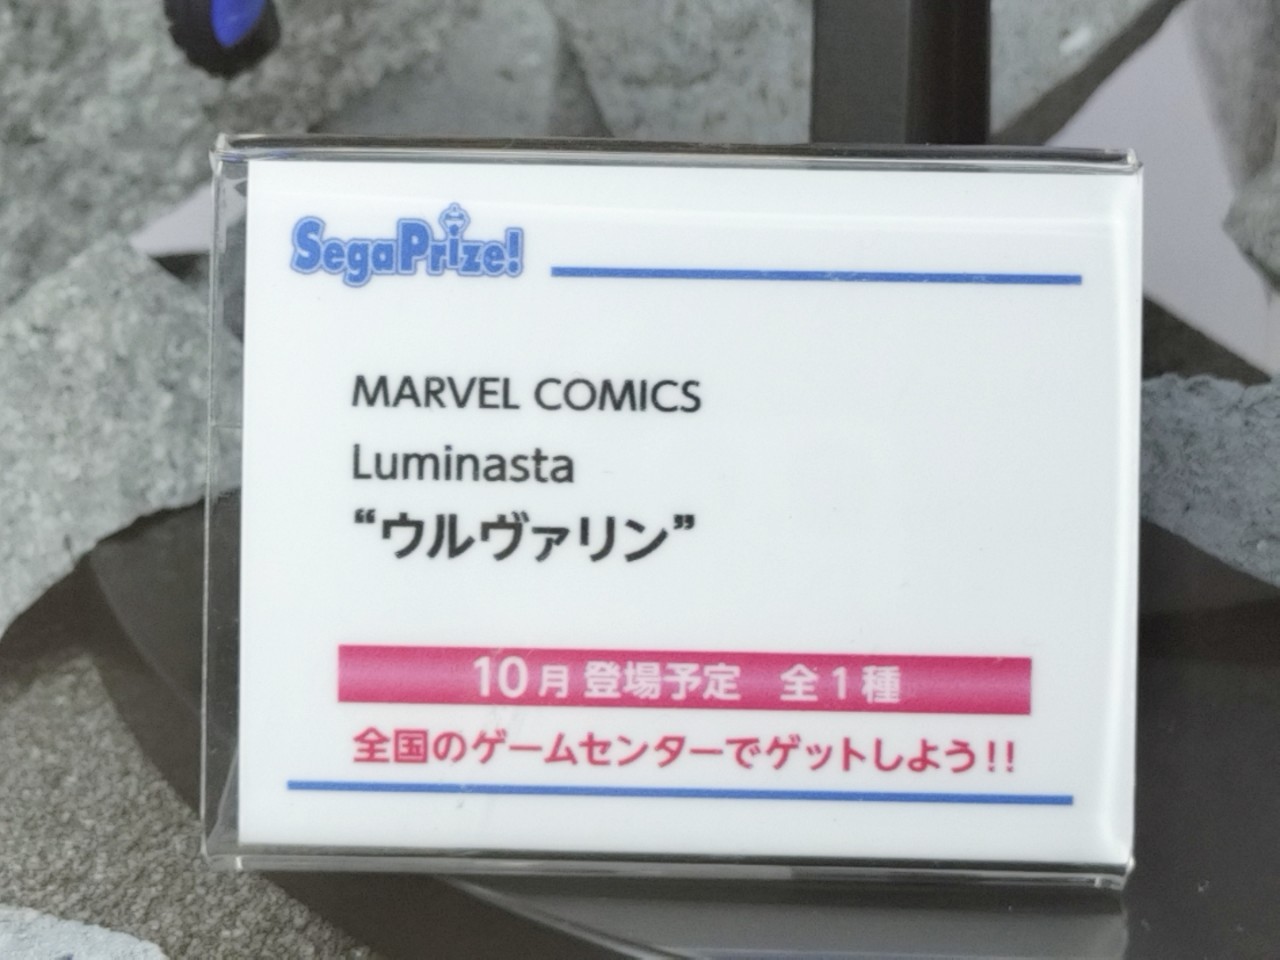 SegaPrize!
MARVEL COMICS
Luminasta
“ウルヴァリン”
10月 登場予定 全1種
全国のゲームセンターでゲットしよう!!